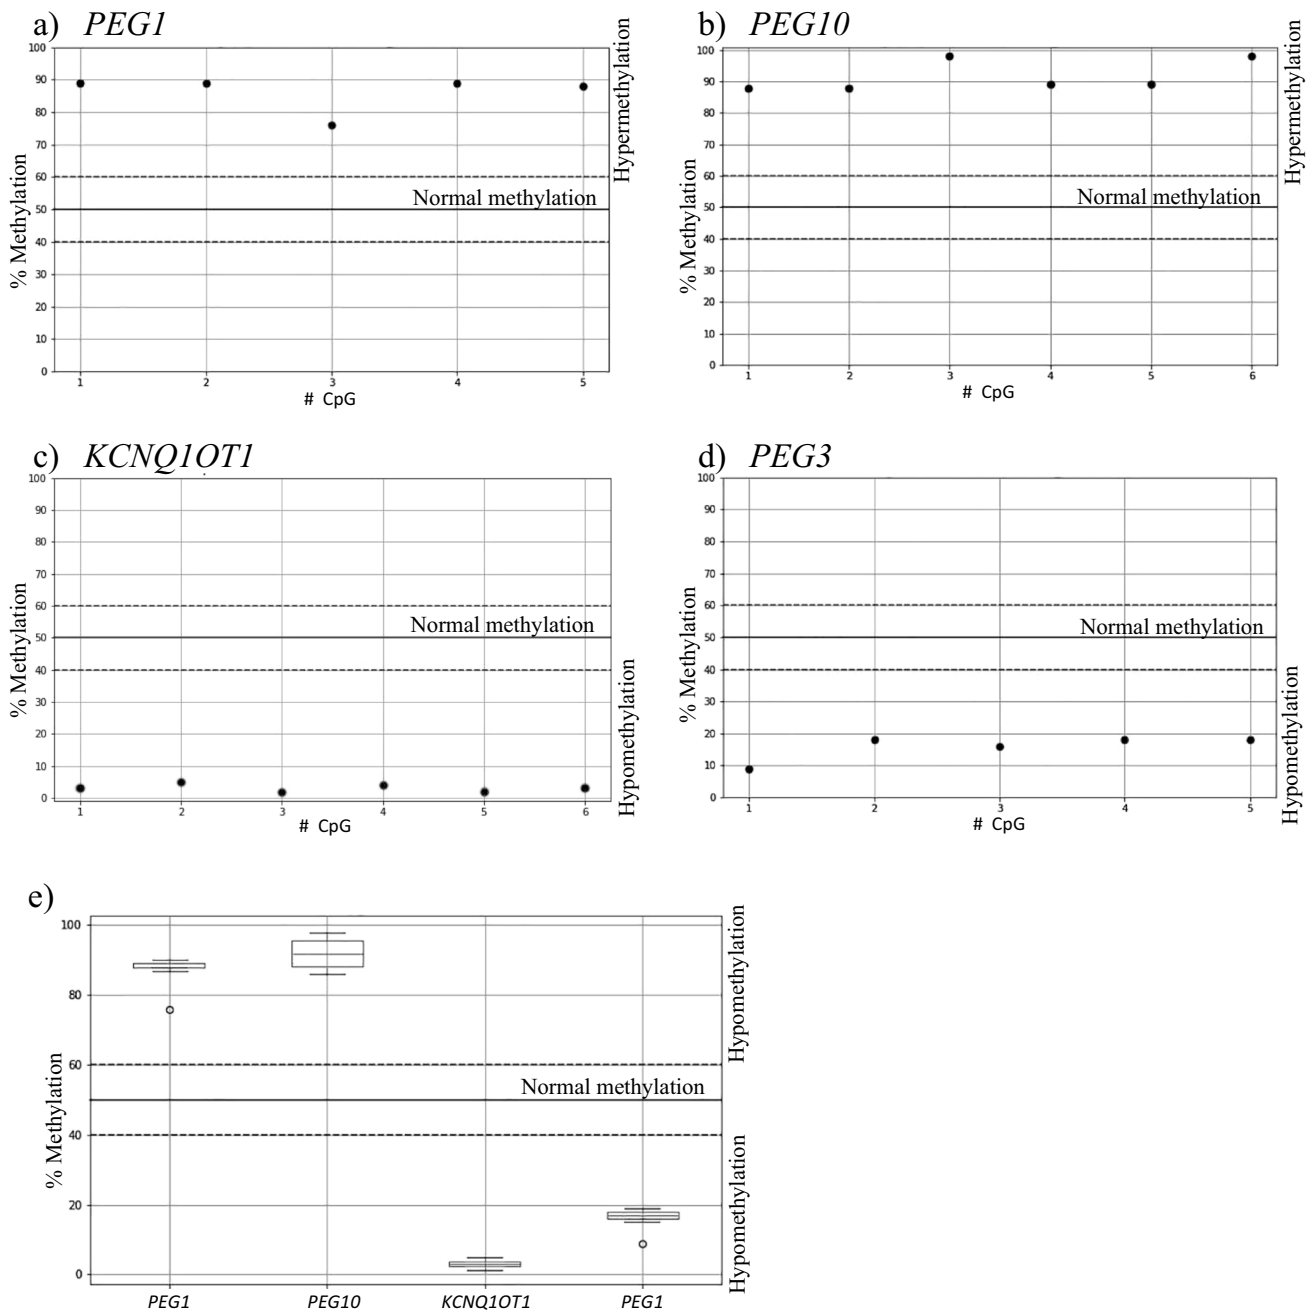 a) PEG1
100
90
80
70
60
50
40
30
20
10
0
% Methylation
Normal methylation
Hypermethylation
1 2 3 4 5
# CpG
b) PEG10
100
90
80
70
60
50
40
30
20
10
0
% Methylation
Normal methylation
Hypermethylation
1 2 3 4 5 6
# CpG
c) KCNQ1OT1
100
90
80
70
60
50
40
30
20
10
0
% Methylation
Normal methylation
Hypomethylation
1 2 3 4 5 6
# CpG
d) PEG3
100
90
80
70
60
50
40
30
20
10
0
% Methylation
Normal methylation
Hypomethylation
1 2 3 4 5
# CpG
e)
100
80
60
40
20
0
% Methylation
Normal methylation
Hypomethylation
Hypomethylation
PEG1 PEG10 KCNQ1OT1 PEG1